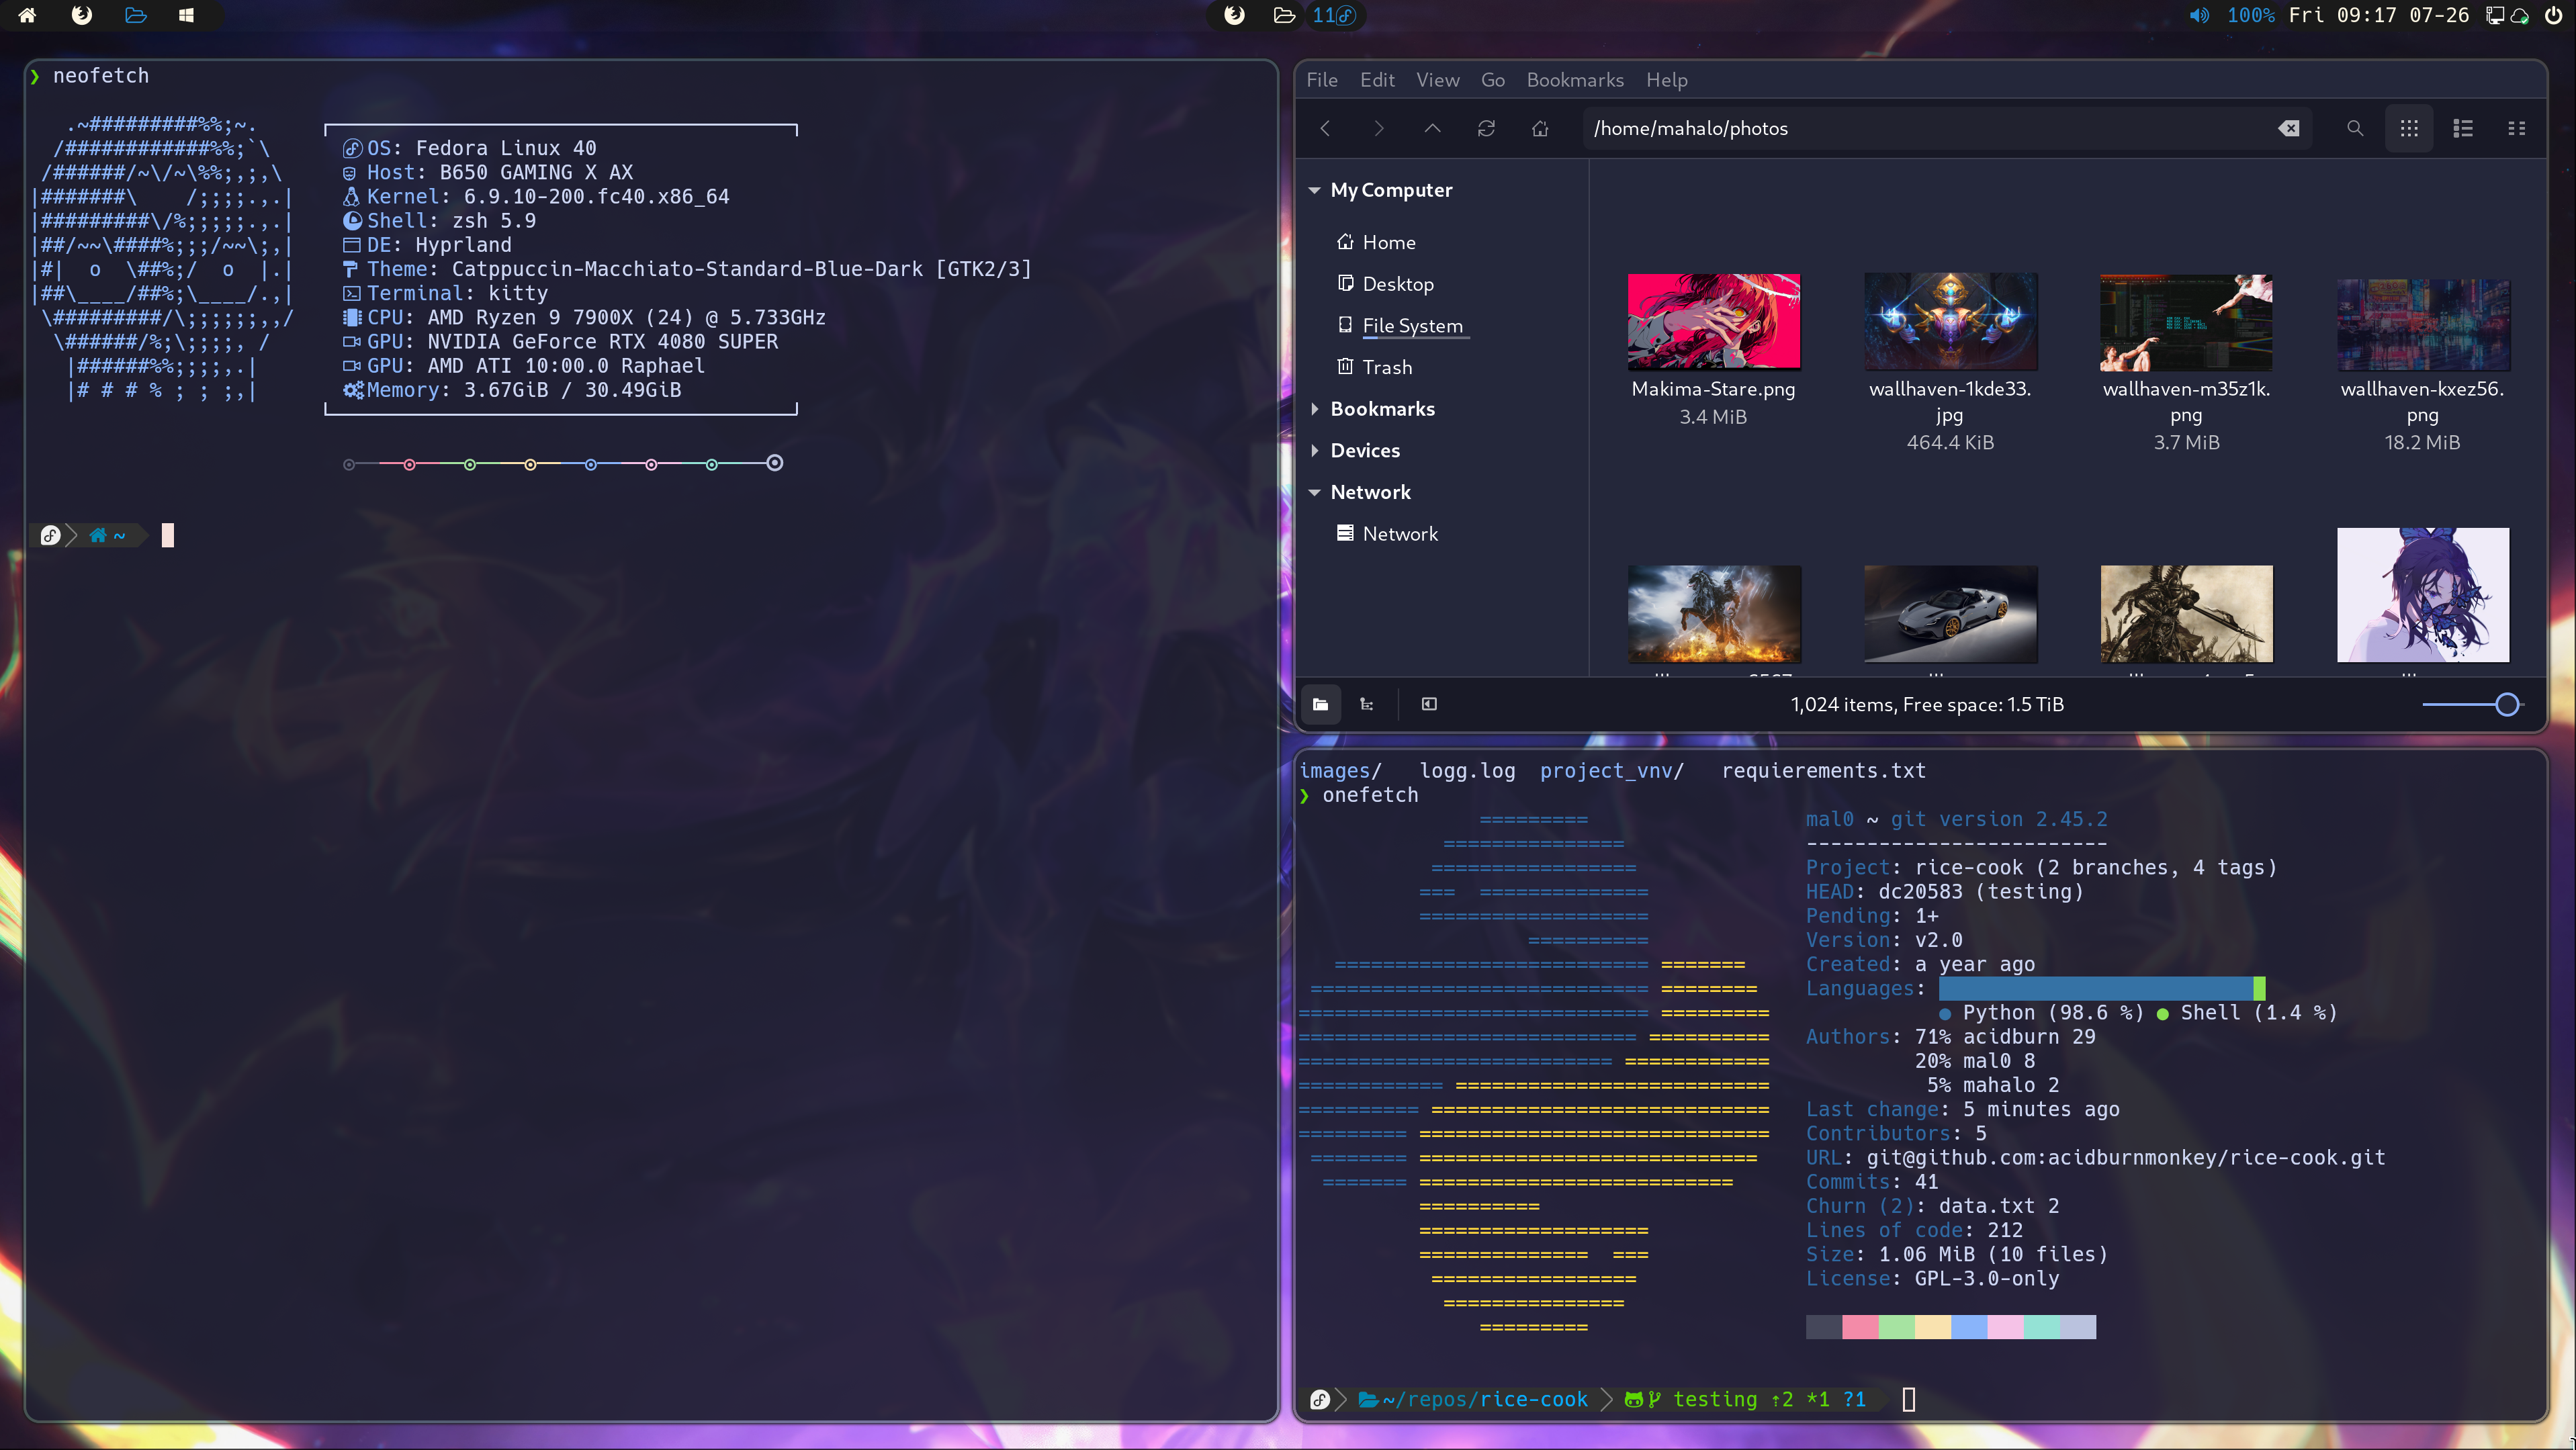 11
100% Fri 09:17 07-26
❯ neofetch
.~#########%%;~.
/############%%;`\
/######/~\/~\%%;,;,\
|#######\    /;;;;.,.|
|#########\/%;;;;;.,.|
|##/~~\####%;;;/~~\;,|
|#|  o  \##%;/  o  |.|
|##\____/##%;\____/.,|
\#########/\;;;;;;,,/
\######/%;\;;;;, /
|######%%;;;;,.|
|# # # % ; ; ;,|
OS: Fedora Linux 40
Host: B650 GAMING X AX
Kernel: 6.9.10-200.fc40.x86_64
Shell: zsh 5.9
DE: Hyprland
Theme: Catppuccin-Macchiato-Standard-Blue-Dark [GTK2/3]
Terminal: kitty
CPU: AMD Ryzen 9 7900X (24) @ 5.733GHz
GPU: NVIDIA GeForce RTX 4080 SUPER
GPU: AMD ATI 10:00.0 Raphael
Memory: 3.67GiB / 30.49GiB
~
File Edit View Go Bookmarks Help
/home/mahalo/photos
My Computer
Home
Desktop
File System
Trash
Bookmarks
Devices
Network
Network
Makima-Stare.png
3.4 MiB
wallhaven-1kde33.
jpg
464.4 KiB
wallhaven-m35z1k.
png
3.7 MiB
wallhaven-kxez56.
png
18.2 MiB
1,024 items, Free space: 1.5 TiB
images/ logg.log project_vnv/ requierements.txt
❯ onefetch
mal0 ~ git version 2.45.2
-------------------------
Project: rice-cook (2 branches, 4 tags)
HEAD: dc20583 (testing)
Pending: 1+
Version: v2.0
Created: a year ago
Languages:
● Python (98.6 %) ● Shell (1.4 %)
Authors: 71% acidburn 29
20% mal0 8
5% mahalo 2
Last change: 5 minutes ago
Contributors: 5
URL: git@github.com:acidburnmonkey/rice-cook.git
Commits: 41
Churn (2): data.txt 2
Lines of code: 212
Size: 1.06 MiB (10 files)
License: GPL-3.0-only
~/repos/rice-cook testing ⇡2 *1 ?1